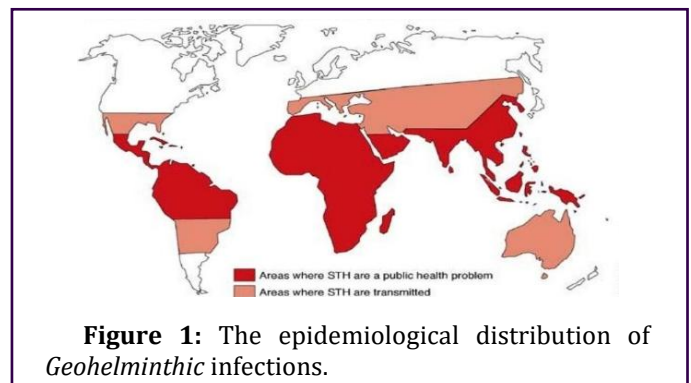 Areas where STH are a public health problem
Areas where STH are transmitted
Figure 1: The epidemiological distribution of
Geohelminthic infections.